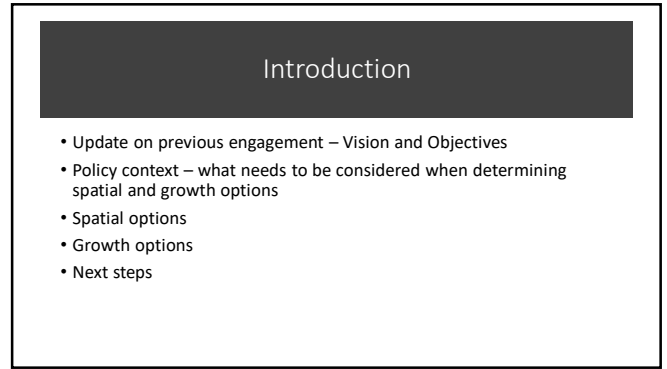 Introduction
• Update on previous engagement – Vision and Objectives
• Policy context – what needs to be considered when determining
spatial and growth options
• Spatial options
• Growth options
• Next steps